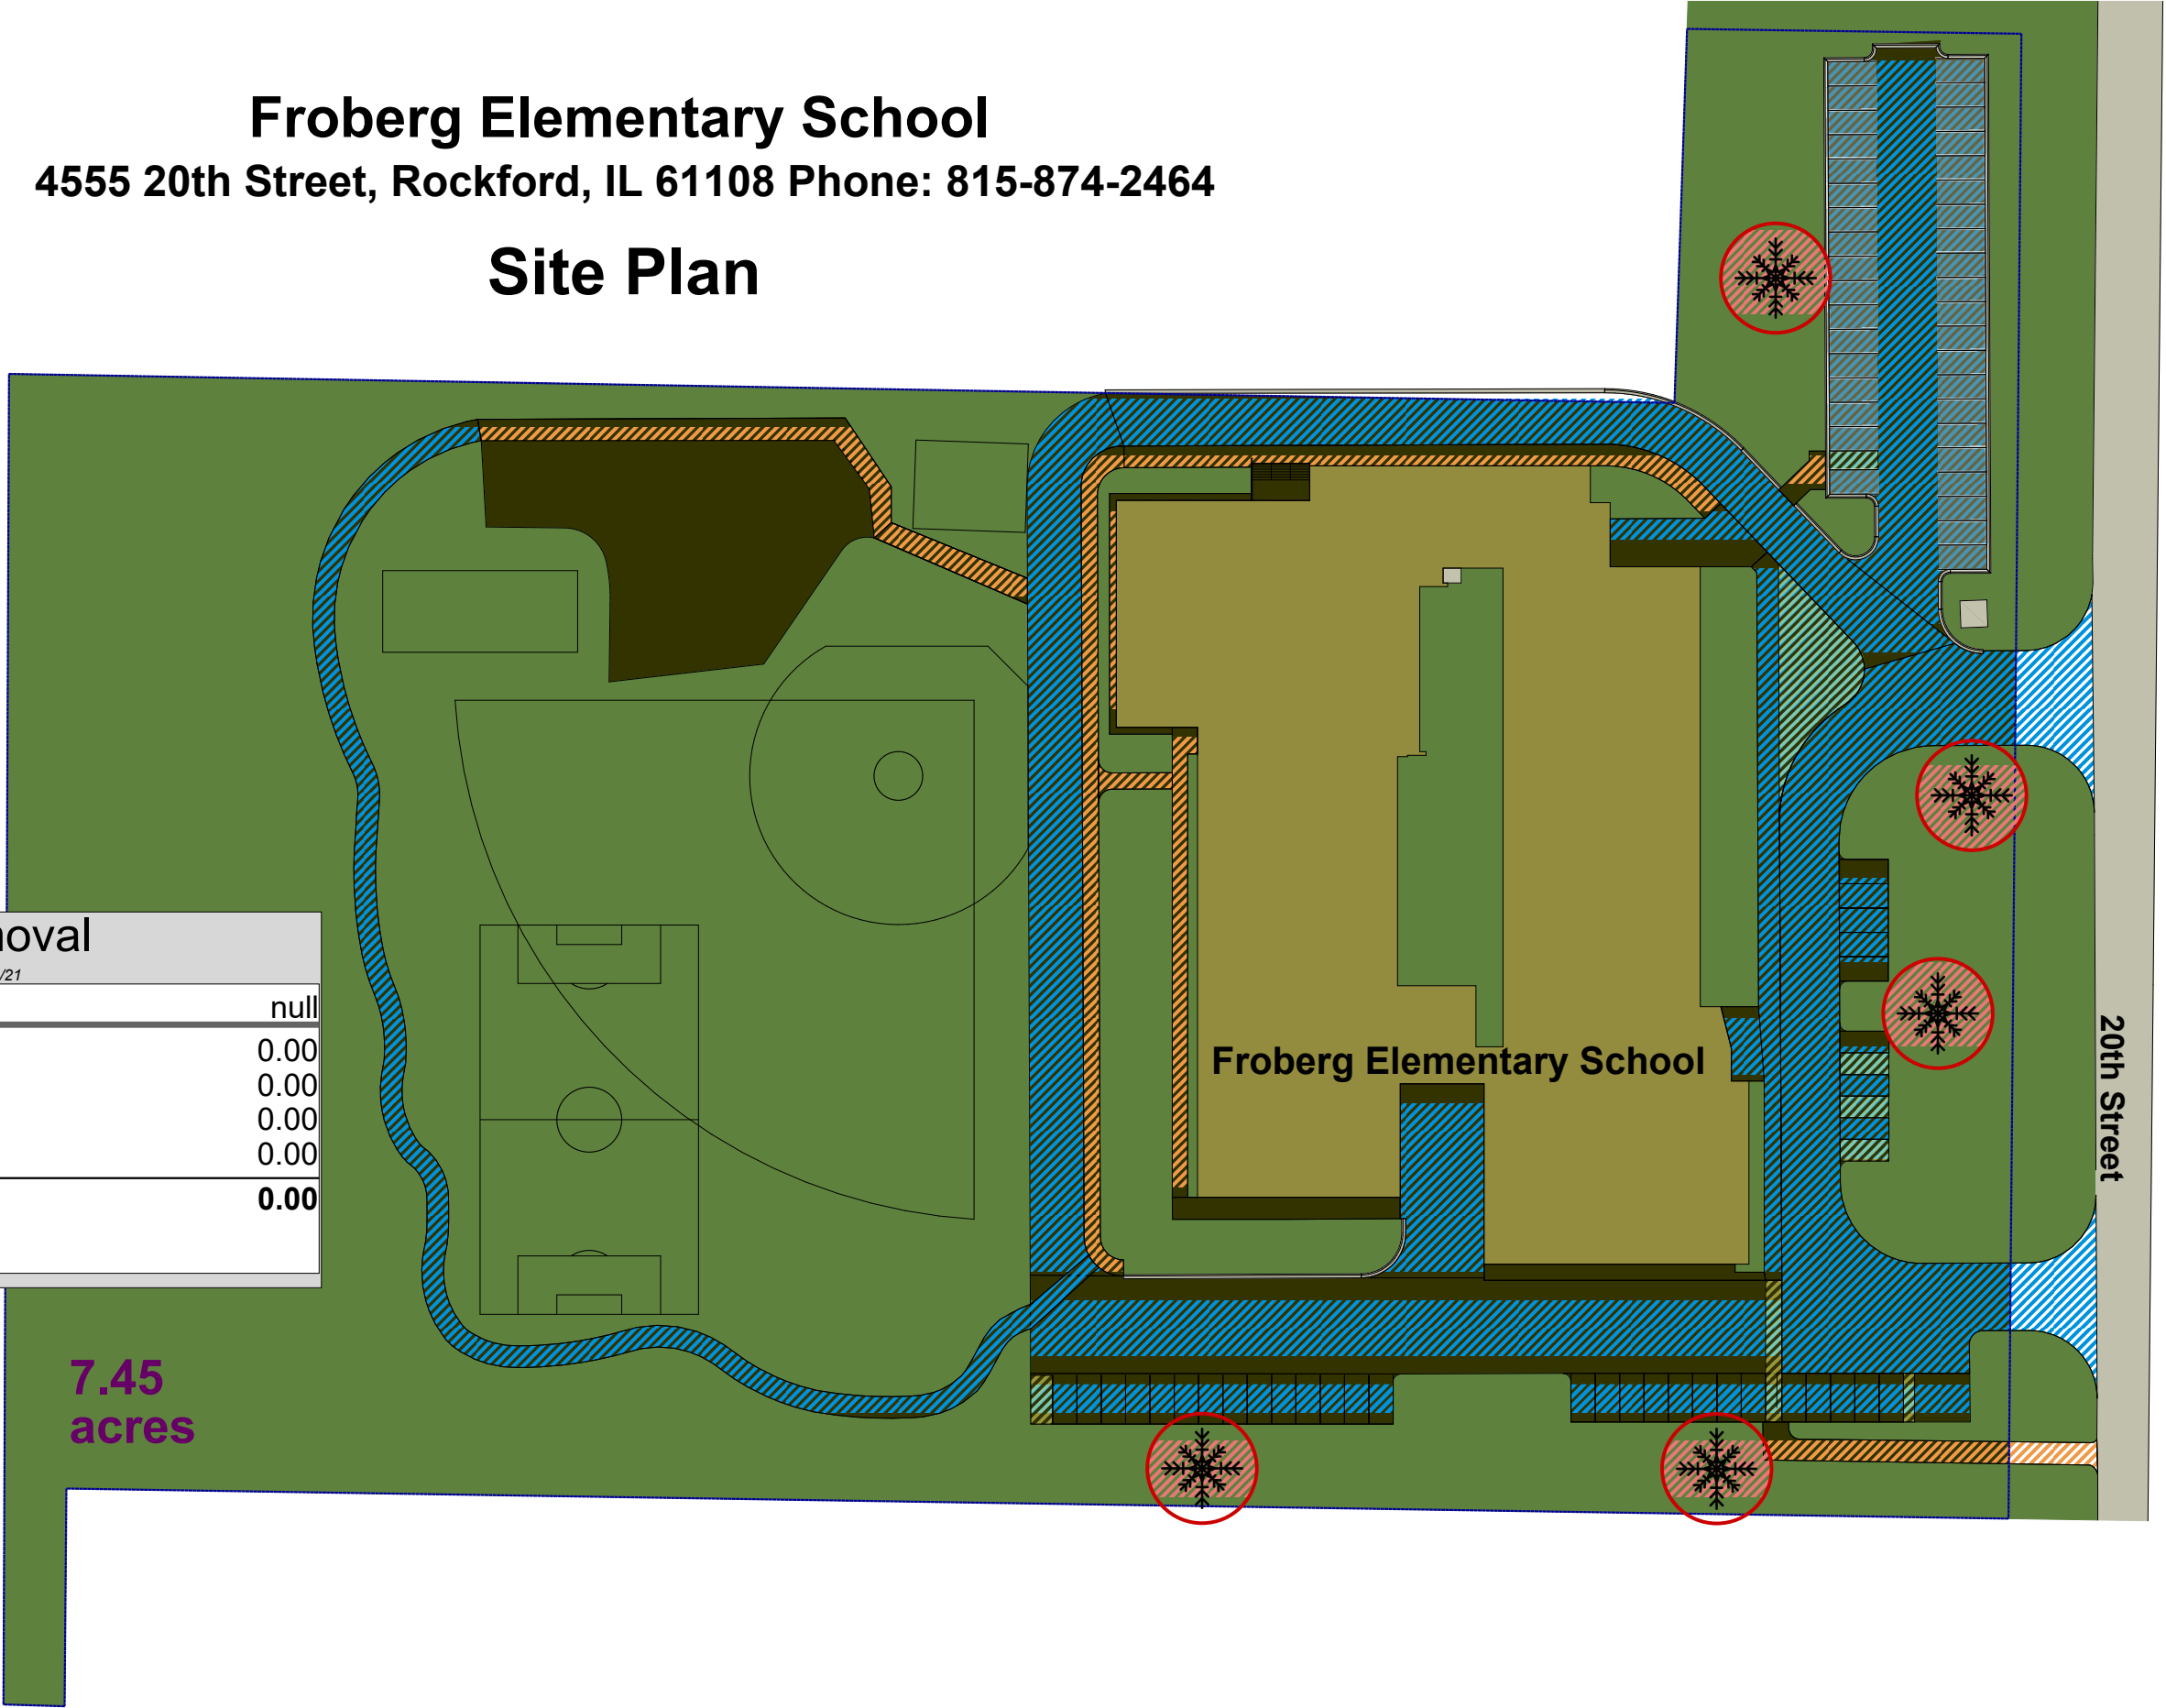 Froberg Elementary School
4555 20th Street, Rockford, IL 61108 Phone: 815-874-2464
Site Plan
noval
/21
null
0.00
0.00
0.00
0.00
0.00
Froberg Elementary School
20th Street
7.45
acres